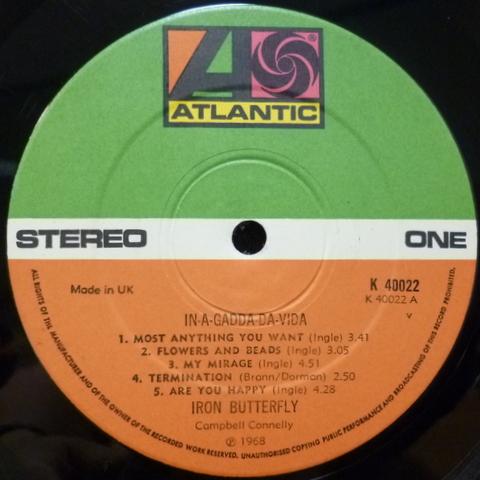 ATLANTIC
STEREO ONE
Made in UK
K 40022
K 40022 A
V
IN-A-GADDA-DA-VIDA
1. MOST ANYTHING YOU WANT (Ingle) 3.41
2. FLOWERS AND BEADS (Ingle) 3.05
3. MY MIRAGE (Ingle) 4.51
4. TERMINATION (Brann/Dorman) 2.50
5. ARE YOU HAPPY (Ingle) 4.28
IRON BUTTERFLY
Campbell Connelly
℗ 1968
ALL RIGHTS OF THE MANUFACTURER AND OF THE OWNER OF THE RECORDED WORK RESERVED. UNAUTHORISED COPYING PUBLIC PERFORMANCE AND BROADCASTING OF THIS RECORD PROHIBITED.